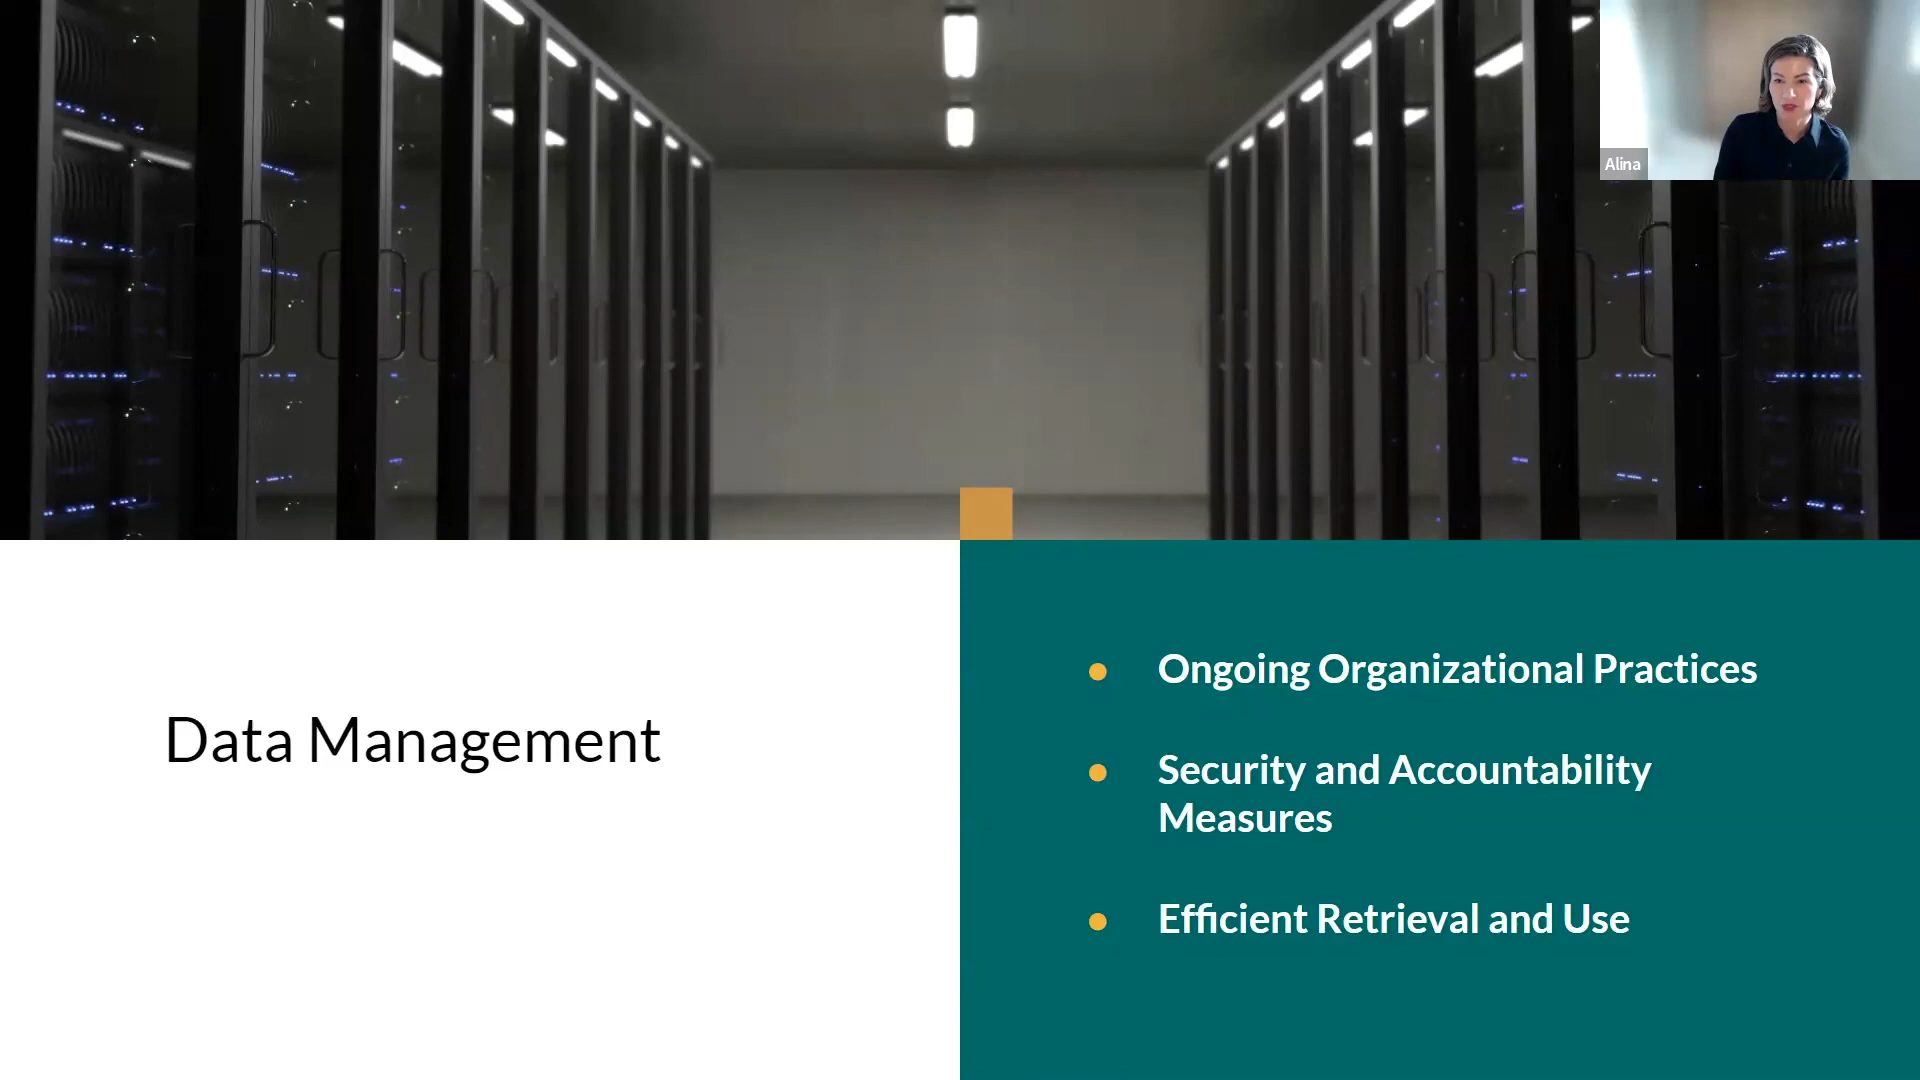 Alina
Data Management
Ongoing Organizational Practices
Security and Accountability
Measures
Efficient Retrieval and Use